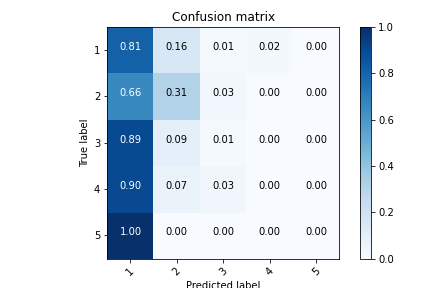 Confusion matrix
1 0.81 0.16 0.01 0.02 0.00
2 0.66 0.31 0.03 0.00 0.00
3 0.89 0.09 0.01 0.00 0.00
4 0.90 0.07 0.03 0.00 0.00
5 1.00 0.00 0.00 0.00 0.00
1 2 3 4 5
True label
Predicted label
1.0
0.8
0.6
0.4
0.2
0.0